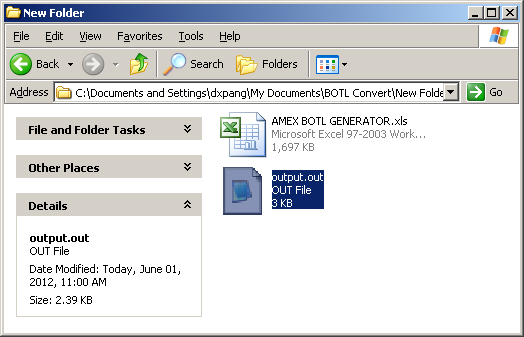 New Folder
File Edit View Favorites Tools Help
Back Search Folders
Address C:\Documents and Settings\dxpang\My Documents\BOTL Convert\New Folde Go
File and Folder Tasks
Other Places
Details
output.out
OUT File
Date Modified: Today, June 01,
2012, 11:00 AM
Size: 2.39 KB
AMEX BOTL GENERATOR.xls
Microsoft Excel 97-2003 Work...
1,697 KB
output.out
OUT File
3 KB